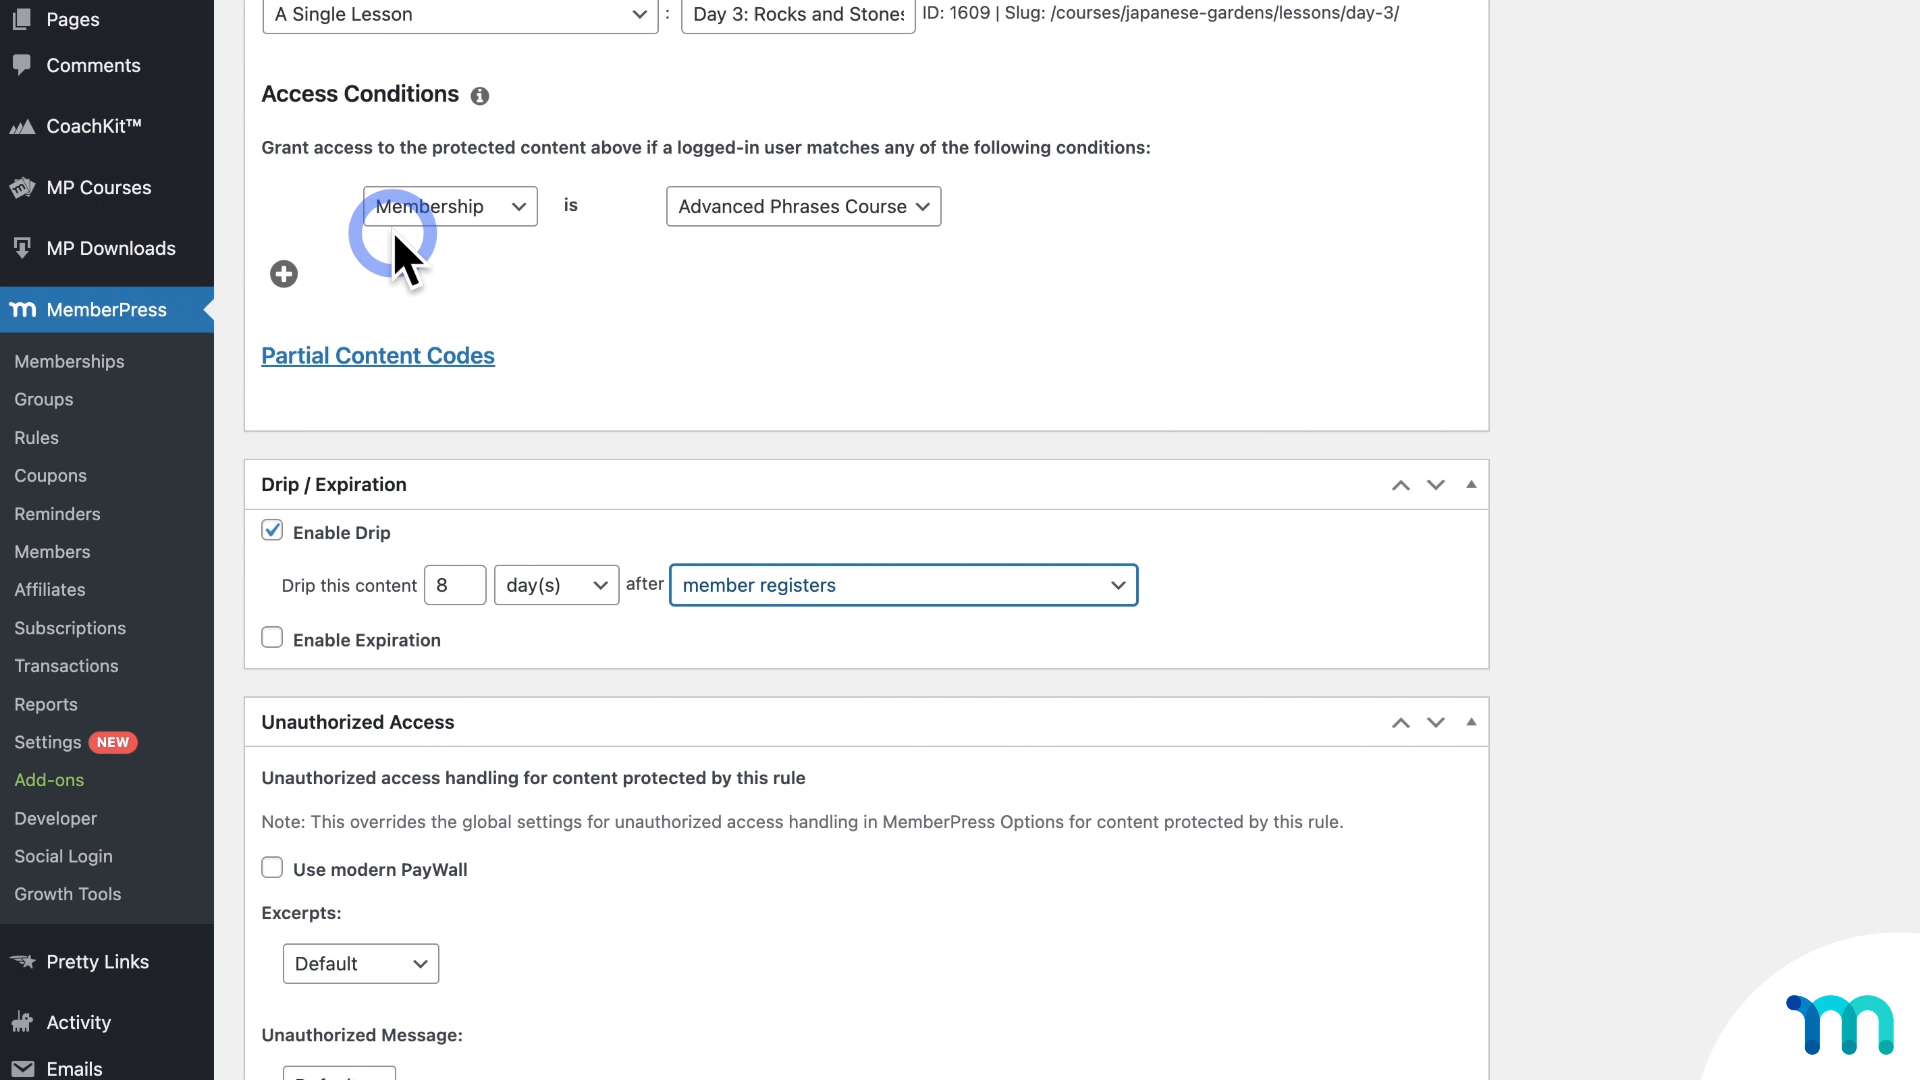 Pages
Comments
CoachKit™
MP Courses
MP Downloads
MemberPress
Memberships
Groups
Rules
Coupons
Reminders
Members
Affiliates
Subscriptions
Transactions
Reports
Settings NEW
Add-ons
Developer
Social Login
Growth Tools
Pretty Links
Activity
Emails
A Single Lesson : Day 3: Rocks and Stones ID: 1609 | Slug: /courses/japanese-gardens/lessons/day-3/
Access Conditions
Grant access to the protected content above if a logged-in user matches any of the following conditions:
Membership is Advanced Phrases Course
Partial Content Codes
Drip / Expiration
Enable Drip
Drip this content 8 day(s) after member registers
Enable Expiration
Unauthorized Access
Unauthorized access handling for content protected by this rule
Note: This overrides the global settings for unauthorized access handling in MemberPress Options for content protected by this rule.
Use modern PayWall
Excerpts:
Default
Unauthorized Message: